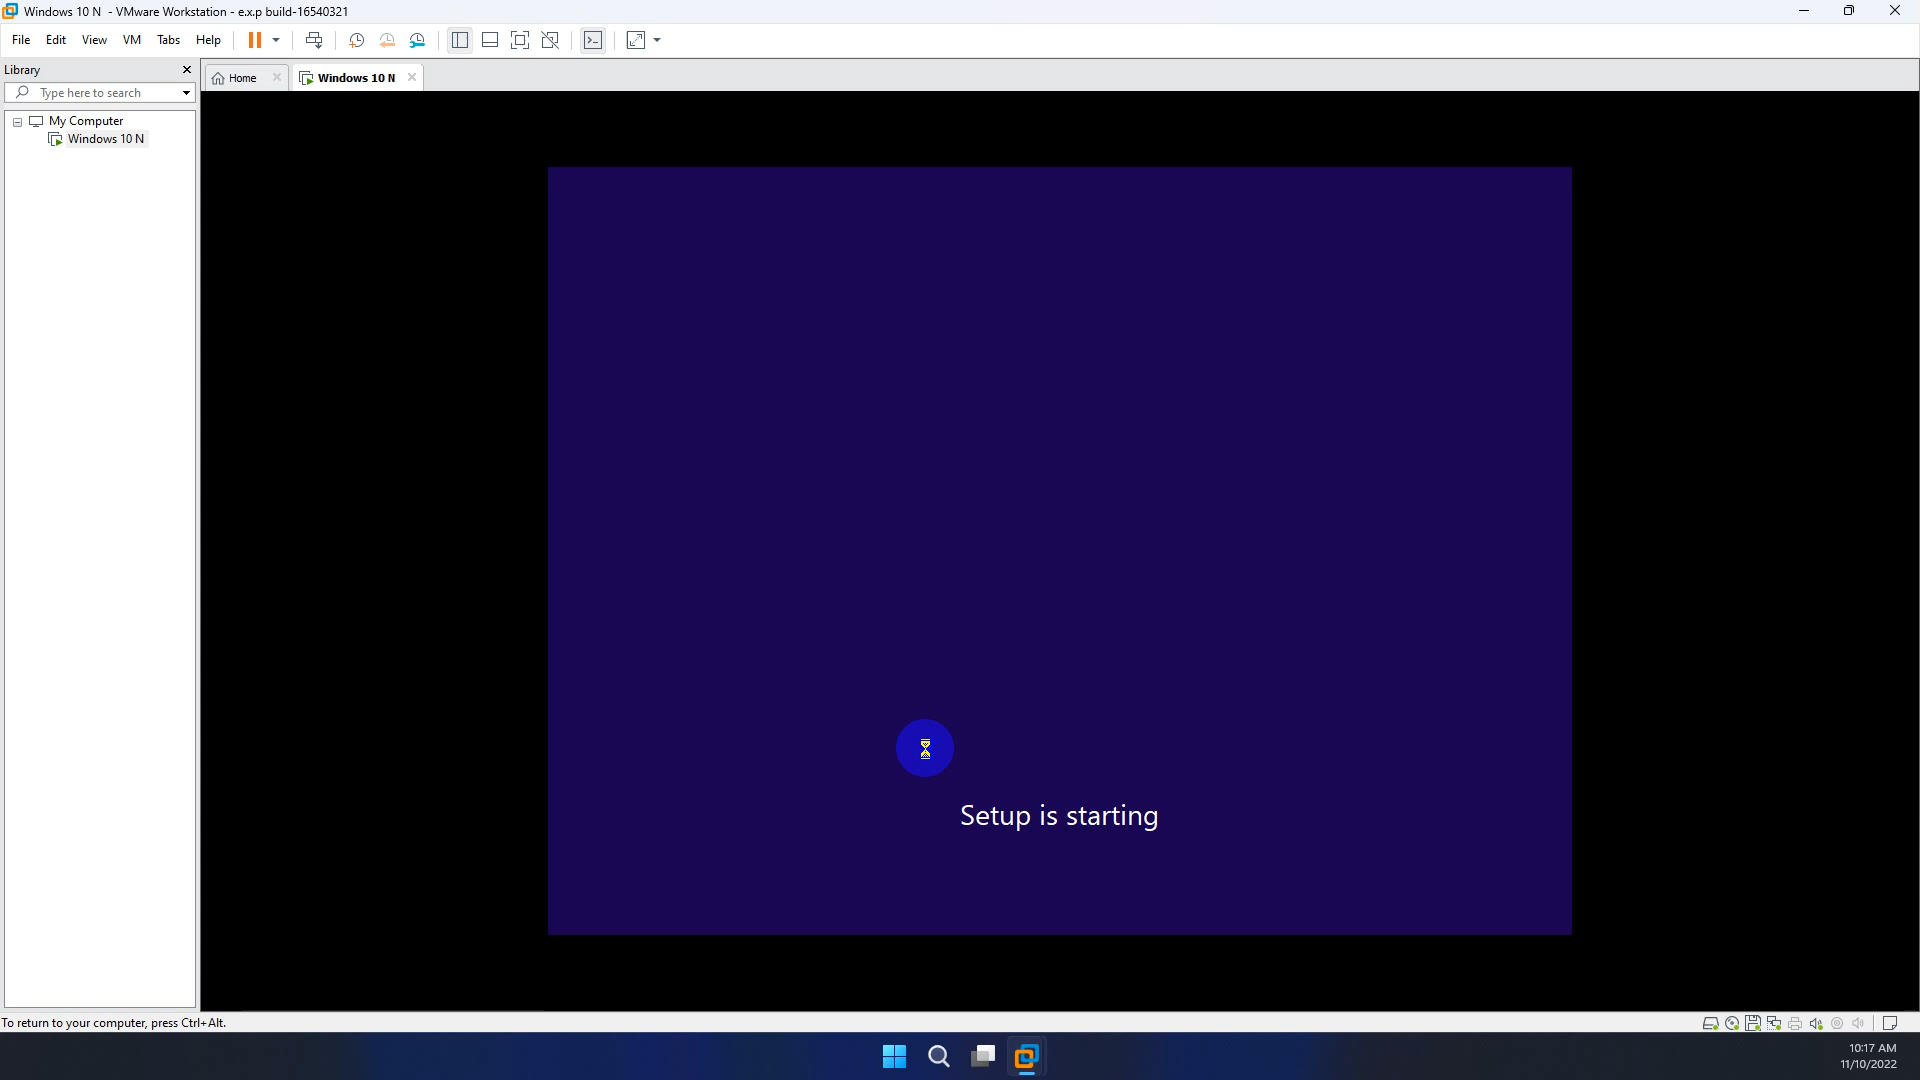 Windows 10 N - VMware Workstation - e.x.p build-16540321
File Edit View VM Tabs Help
Library
Type here to search
Home
Windows 10 N
My Computer
Windows 10 N
Setup is starting
To return to your computer, press Ctrl+Alt.
10:17 AM
11/10/2022